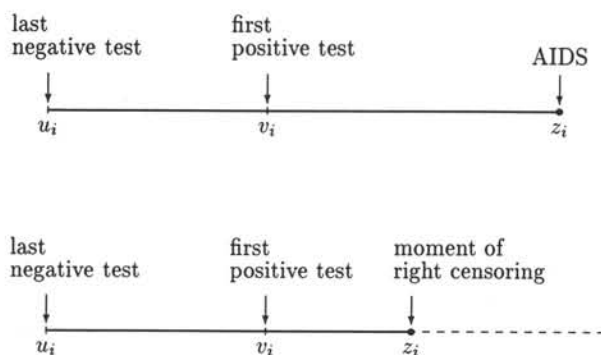 last
negative test
first
positive test
AIDS
u_i
v_i
z_i
last
negative test
first
positive test
moment of
right censoring
u_i
v_i
z_i